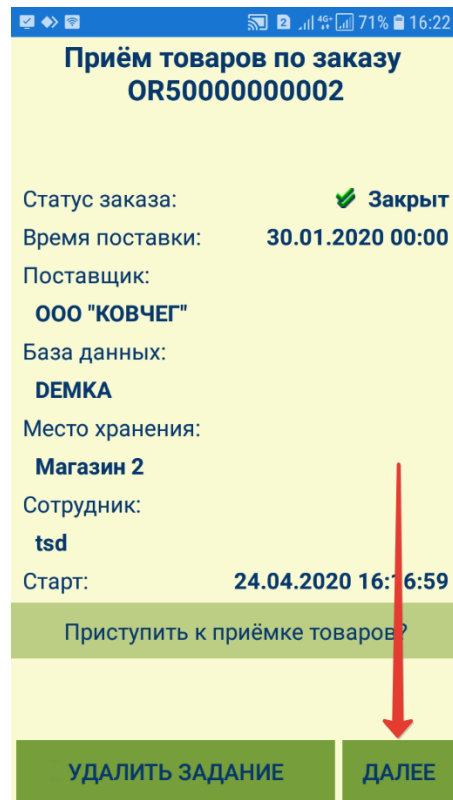 2 4G+ 71% 16:22
Приём товаров по заказу
OR50000000002
Статус заказа: Закрыт
Время поставки: 30.01.2020 00:00
Поставщик:
ООО "КОВЧЕГ"
База данных:
DEMKA
Место хранения:
Магазин 2
Сотрудник:
tsd
Старт: 24.04.2020 16:16:59
Приступить к приёмке товаров?
УДАЛИТЬ ЗАДАНИЕ ДАЛЕЕ